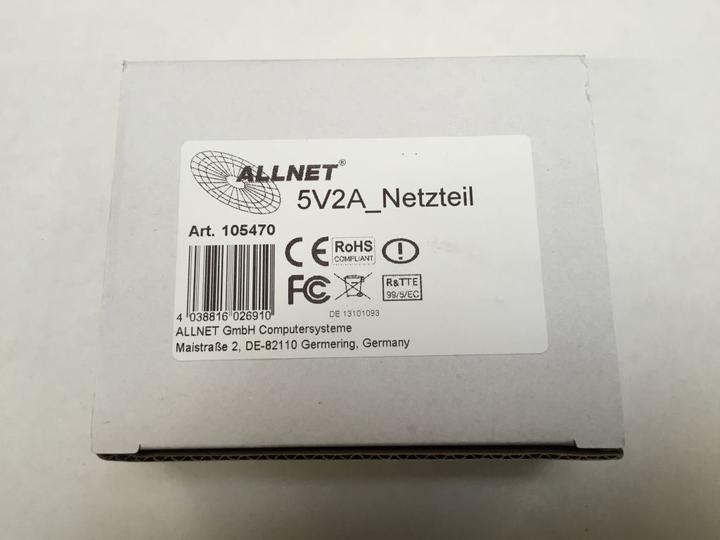 ALLNET®
5V2A_Netzteil
Art. 105470
CE
RoHS
COMPLIANT
FC
R&TTE
99/5/EC
4 038816 026910
DE 13101093
ALLNET GmbH Computersysteme
Maistraße 2, DE-82110 Germering, Germany